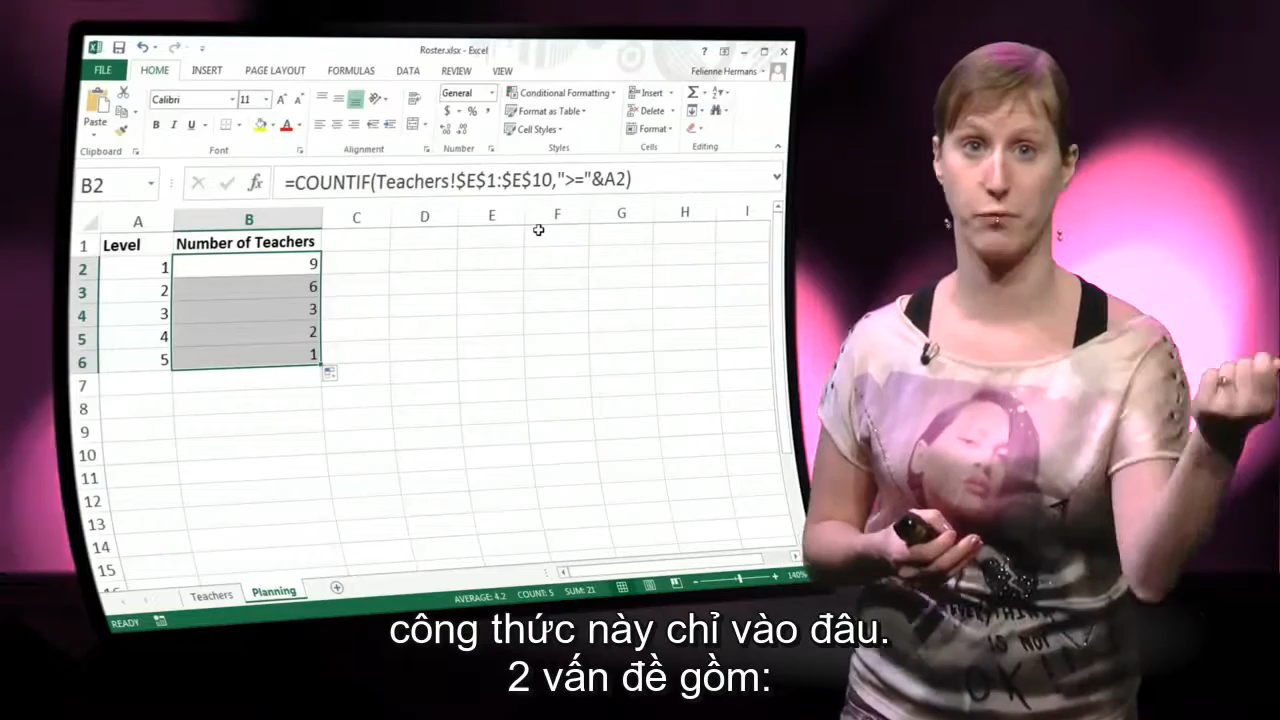 Roster.xlsx - Excel
FILE HOME INSERT PAGE LAYOUT FORMULAS DATA REVIEW VIEW
Felienne Hermans
Paste
Calibri 11
B I U
General
$ % ,
Conditional Formatting
Format as Table
Cell Styles
Insert
Delete
Format
Clipboard Font Alignment Number Styles Cells Editing
B2 fx =COUNTIF(Teachers!$E$1:$E$10,">="&A2)
A B C D E F G H I
1 Level Number of Teachers
2 1 9
3 2 6
4 3 3
5 4 2
6 5 1
7
8
9
10
11
12
13
14
15
Teachers Planning
READY AVERAGE: 4.2 COUNT: 5 SUM: 21 140%
IS NOT
OK
công thức này chỉ vào đâu.
2 vấn đề gồm: